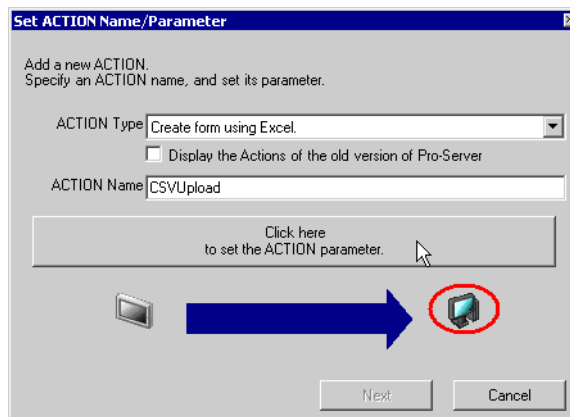 Set ACTION Name/Parameter
Add a new ACTION.
Specify an ACTION name, and set its parameter.
ACTION Type Create form using Excel.
Display the Actions of the old version of Pro-Server
ACTION Name CSVUpload
Click here
to set the ACTION parameter.
Next Cancel